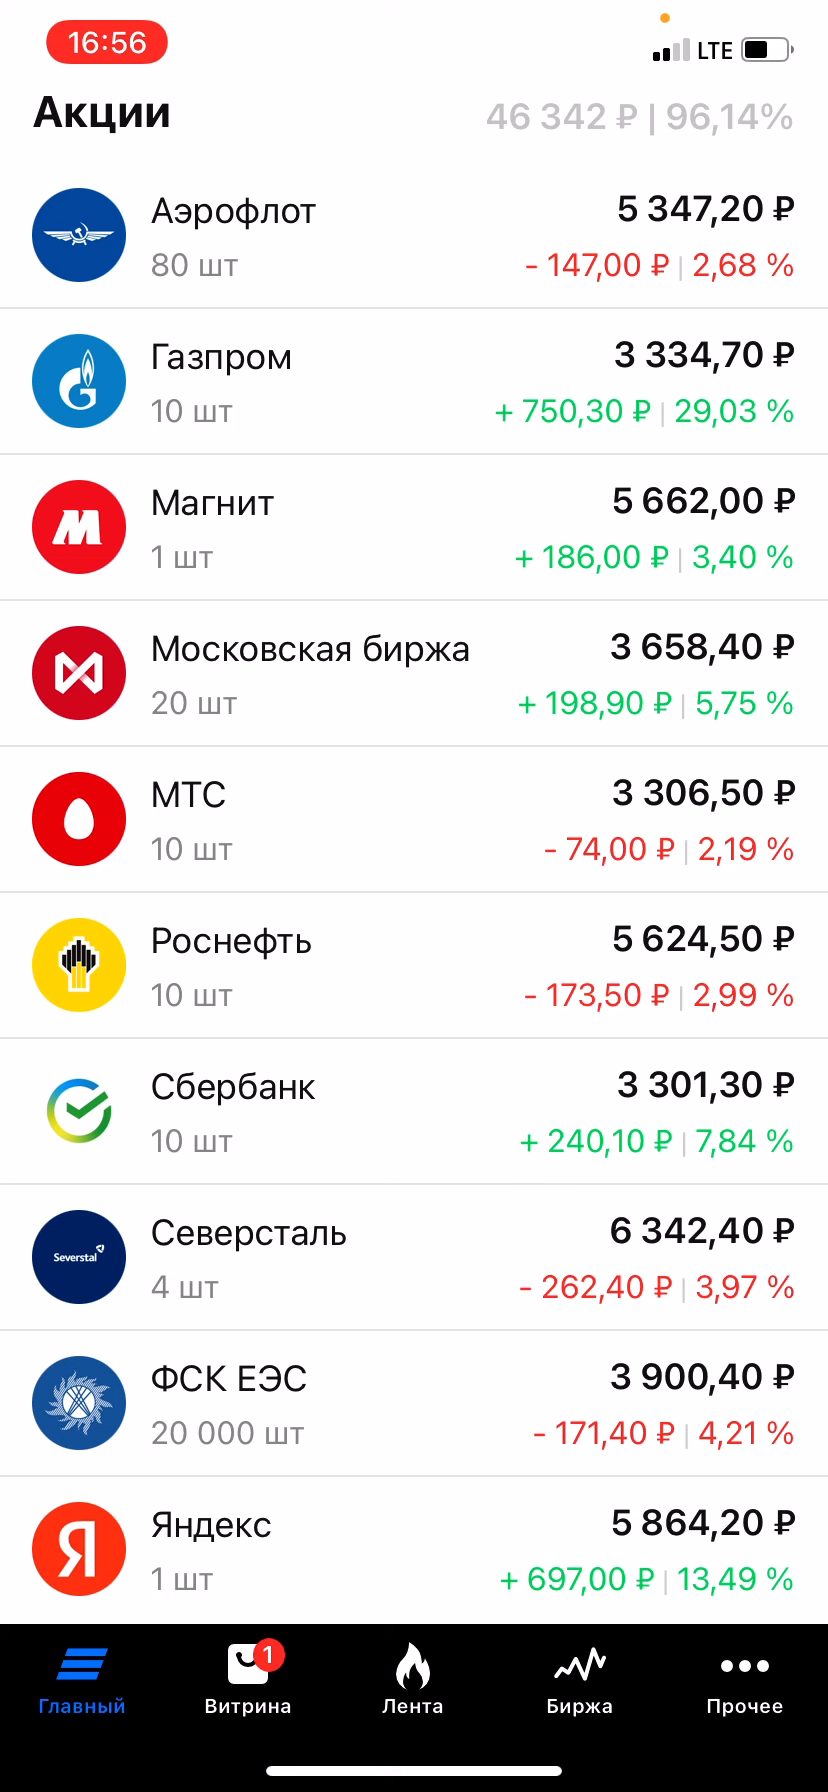 16:56
LTE
Акции
46 342 ₽ | 96,14%
Аэрофлот
5 347,20 ₽
80 шт
- 147,00 ₽ | 2,68 %
Газпром
3 334,70 ₽
10 шт
+ 750,30 ₽ | 29,03 %
Магнит
5 662,00 ₽
1 шт
+ 186,00 ₽ | 3,40 %
Московская биржа
3 658,40 ₽
20 шт
+ 198,90 ₽ | 5,75 %
МТС
3 306,50 ₽
10 шт
- 74,00 ₽ | 2,19 %
Роснефть
5 624,50 ₽
10 шт
- 173,50 ₽ | 2,99 %
Сбербанк
3 301,30 ₽
10 шт
+ 240,10 ₽ | 7,84 %
Severstal
Северсталь
6 342,40 ₽
4 шт
- 262,40 ₽ | 3,97 %
ФСК ЕЭС
3 900,40 ₽
20 000 шт
- 171,40 ₽ | 4,21 %
Я
Яндекс
5 864,20 ₽
1 шт
+ 697,00 ₽ | 13,49 %
1
Главный
Витрина
Лента
Биржа
Прочее